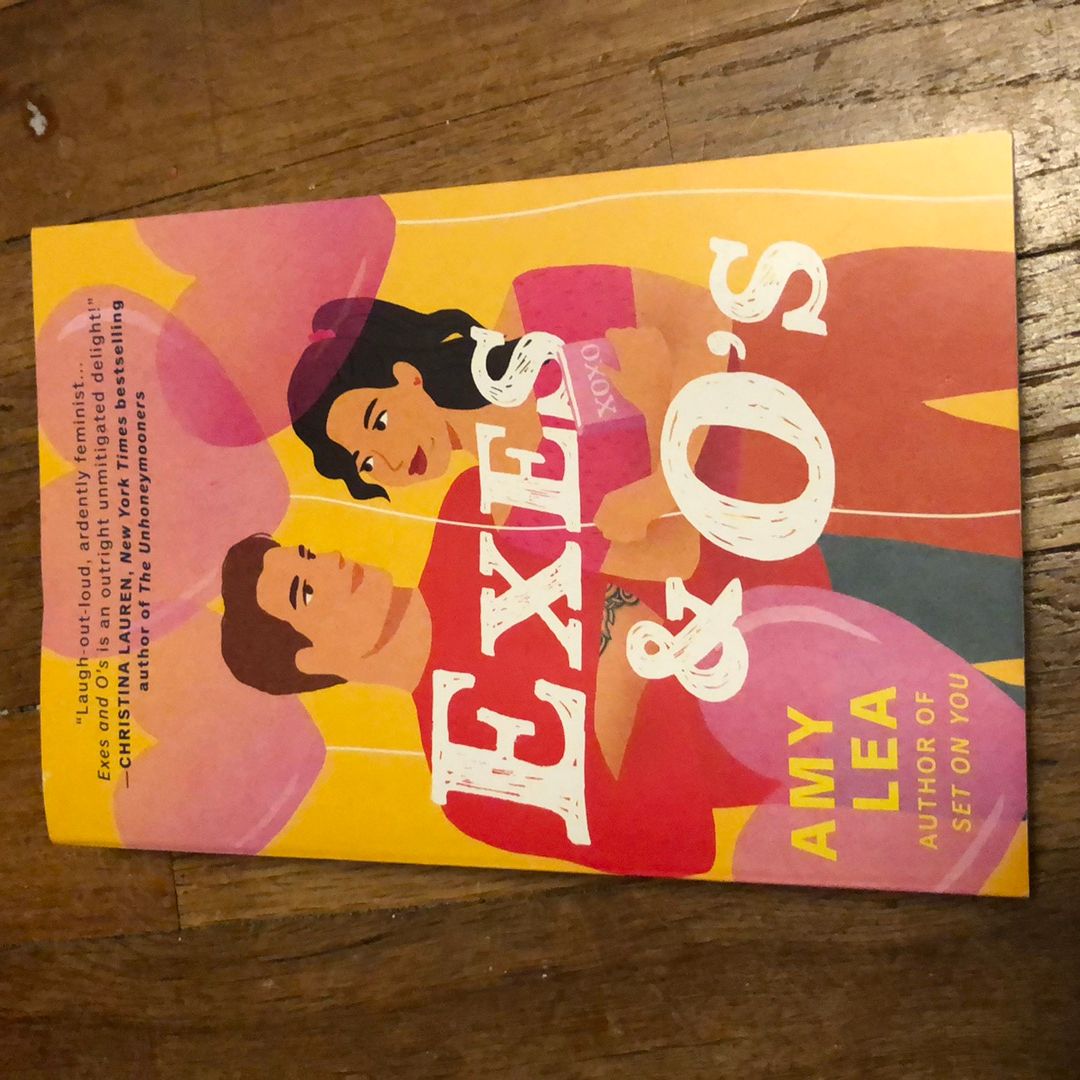 "Laugh-out-loud, ardently feminist...
Exes and O's is an outright unmitigated delight!"
—CHRISTINA LAUREN, New York Times bestselling
author of The Unhoneymooners
EXES
XOXO
& O's
AMY
LEA
AUTHOR OF
SET ON YOU